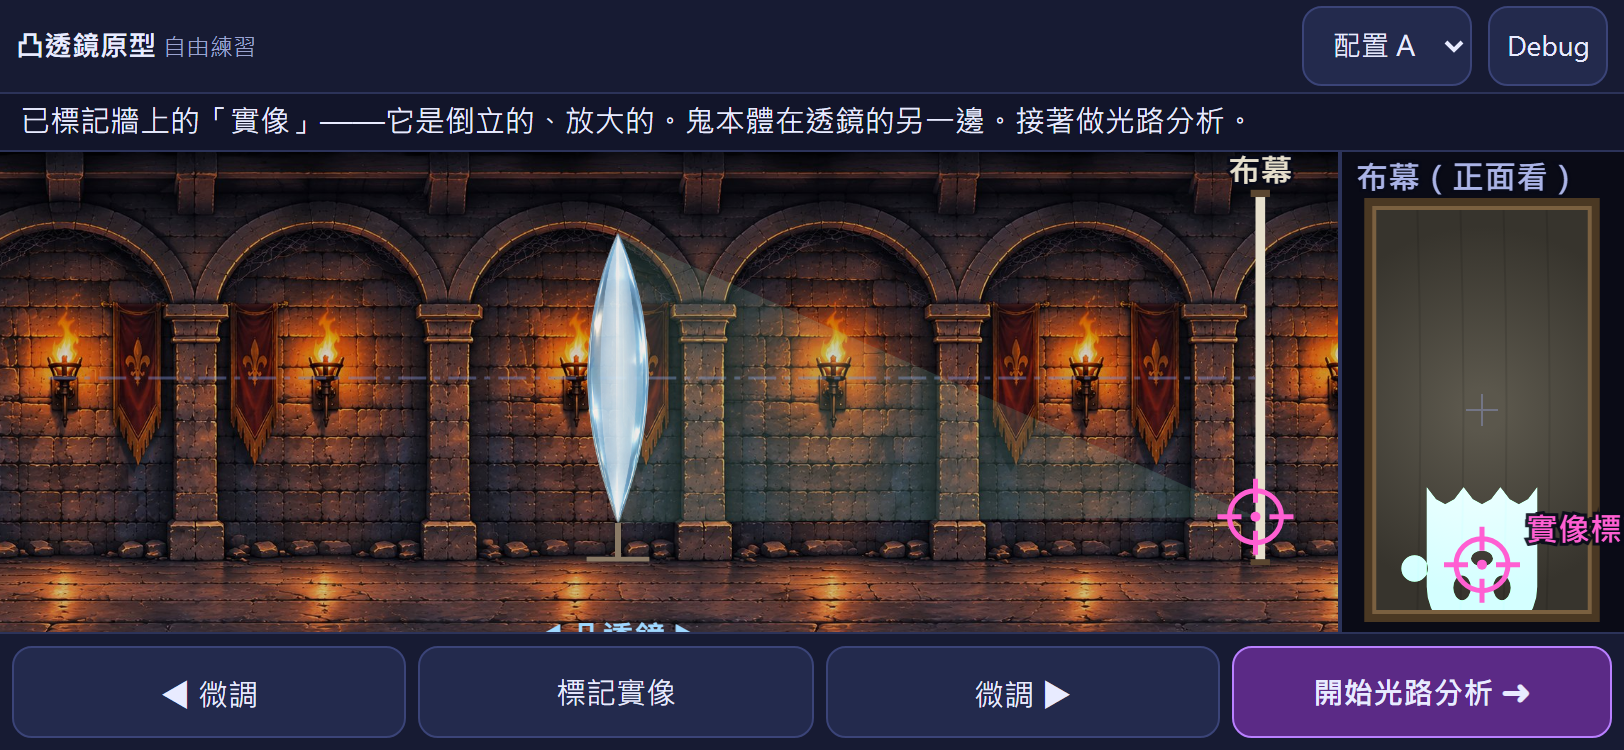 凸透鏡原型 自由練習
配置 A
Debug
已標記牆上的「實像」——它是倒立的、放大的。鬼本體在透鏡的另一邊。接著做光路分析。
布幕
布幕（正面看）
實像標
◀ 凸透鏡 ▶
◀ 微調
標記實像
微調 ▶
開始光路分析 ➜